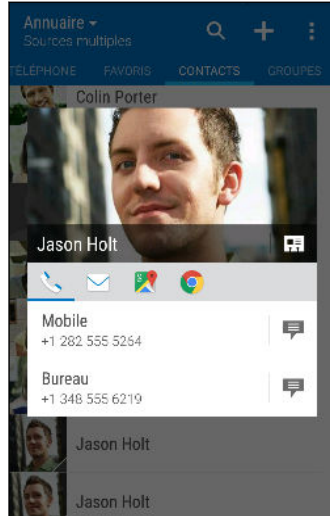 Annuaire
Sources multiples
TÉLÉPHONE FAVORIS CONTACTS GROUPES
Colin Porter
Jason Holt
Mobile
+1 282 555 5264
Bureau
+1 348 555 6219
Jason Holt
Jason Holt